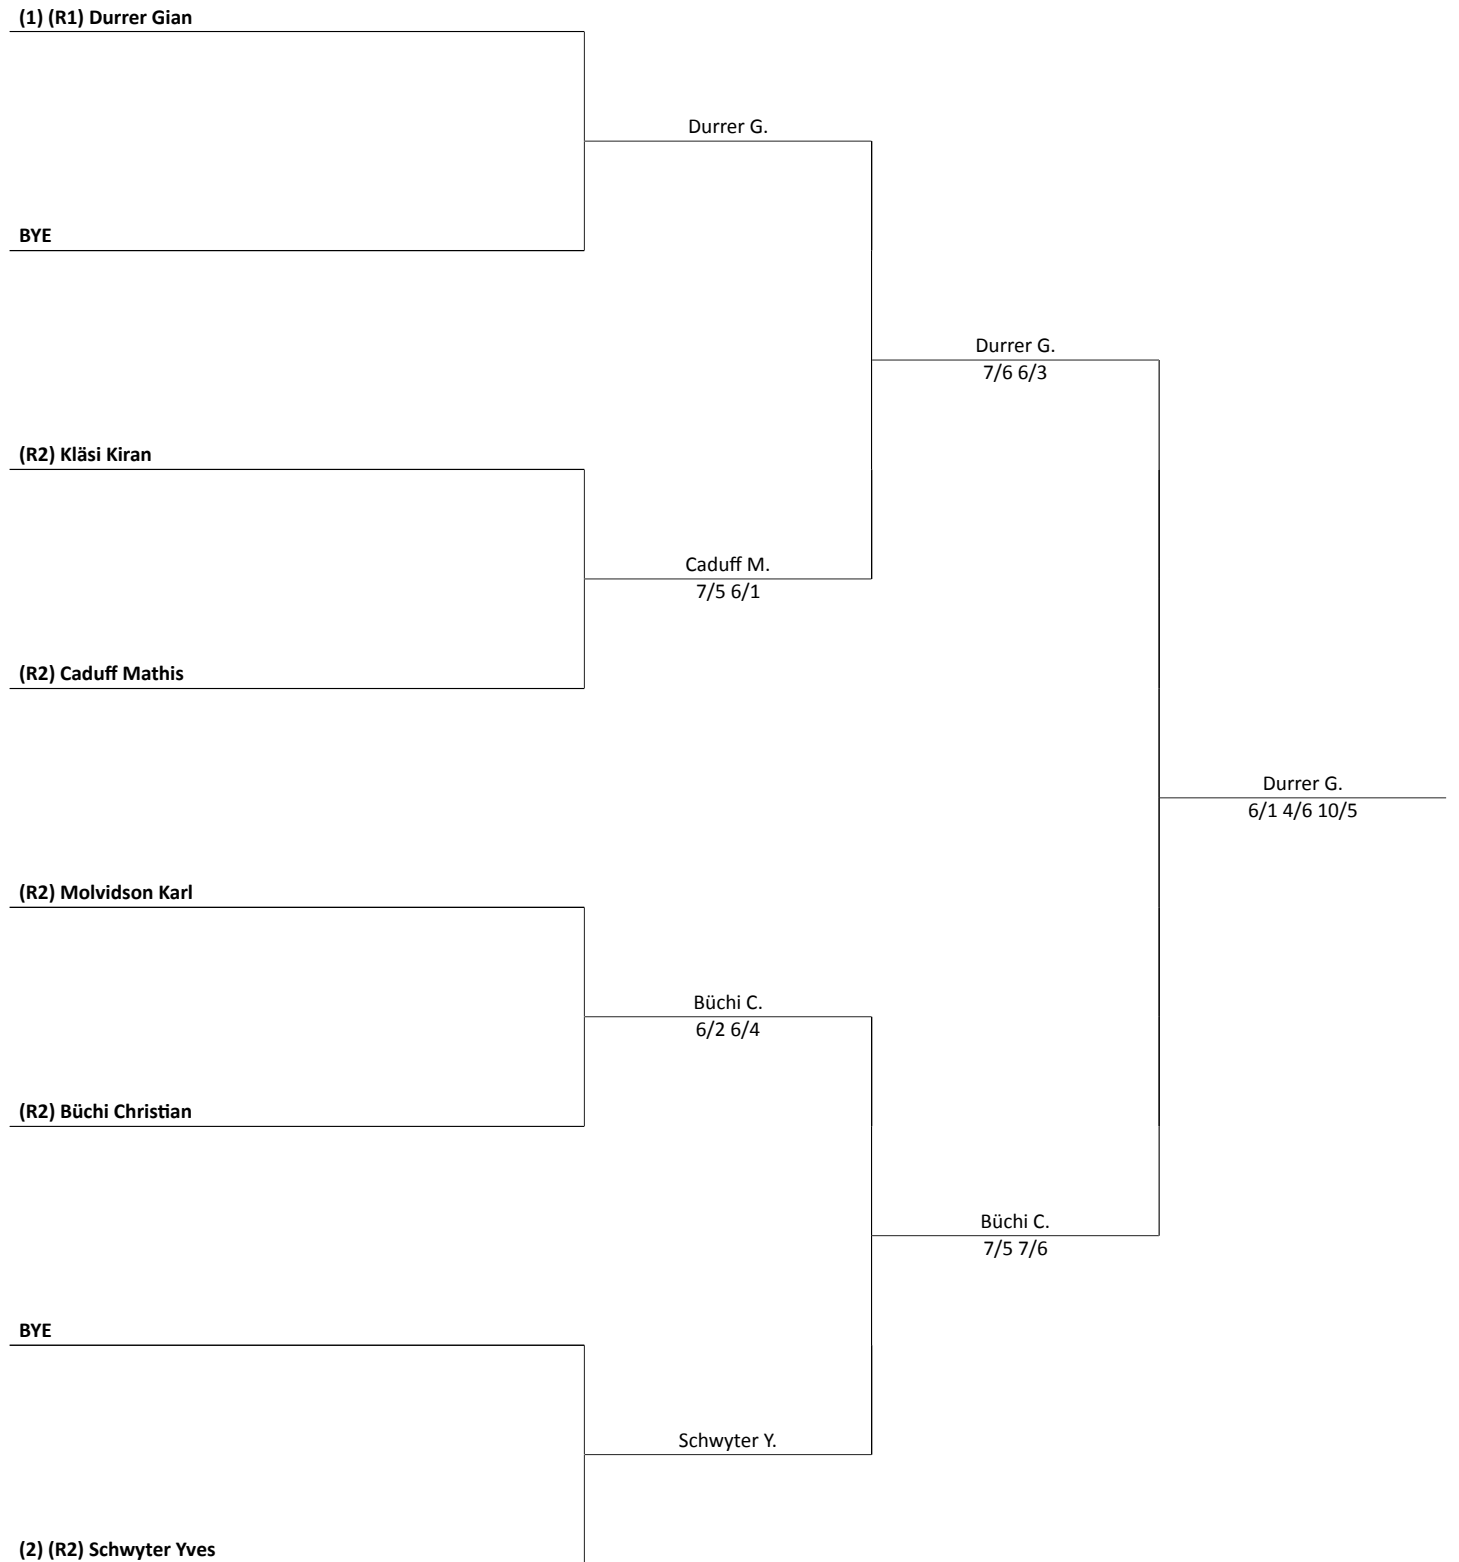 (1) (R1) Durrer Gian
Durrer G.
BYE
Durrer G.
7/6 6/3
(R2) Kläsi Kiran
Caduff M.
7/5 6/1
(R2) Caduff Mathis
Durrer G.
6/1 4/6 10/5
(R2) Molvidson Karl
Büchi C.
6/2 6/4
(R2) Büchi Christian
Büchi C.
7/5 7/6
BYE
Schwyter Y.
(2) (R2) Schwyter Yves